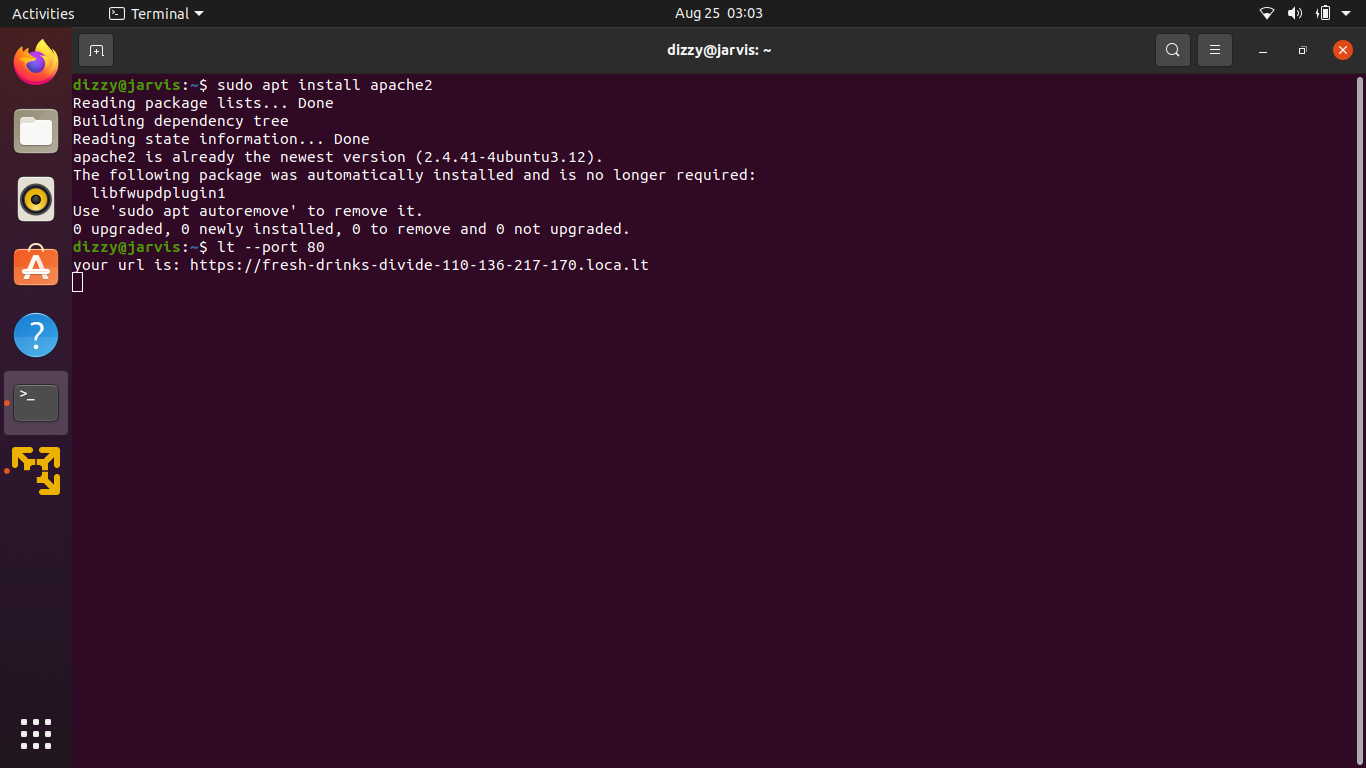 Activities
Terminal
Aug 25 03:03
dizzy@jarvis: ~
dizzy@jarvis:~$ sudo apt install apache2
Reading package lists... Done
Building dependency tree
Reading state information... Done
apache2 is already the newest version (2.4.41-4ubuntu3.12).
The following package was automatically installed and is no longer required:
  libfwupdplugin1
Use 'sudo apt autoremove' to remove it.
0 upgraded, 0 newly installed, 0 to remove and 0 not upgraded.
dizzy@jarvis:~$ lt --port 80
your url is: https://fresh-drinks-divide-110-136-217-170.loca.lt